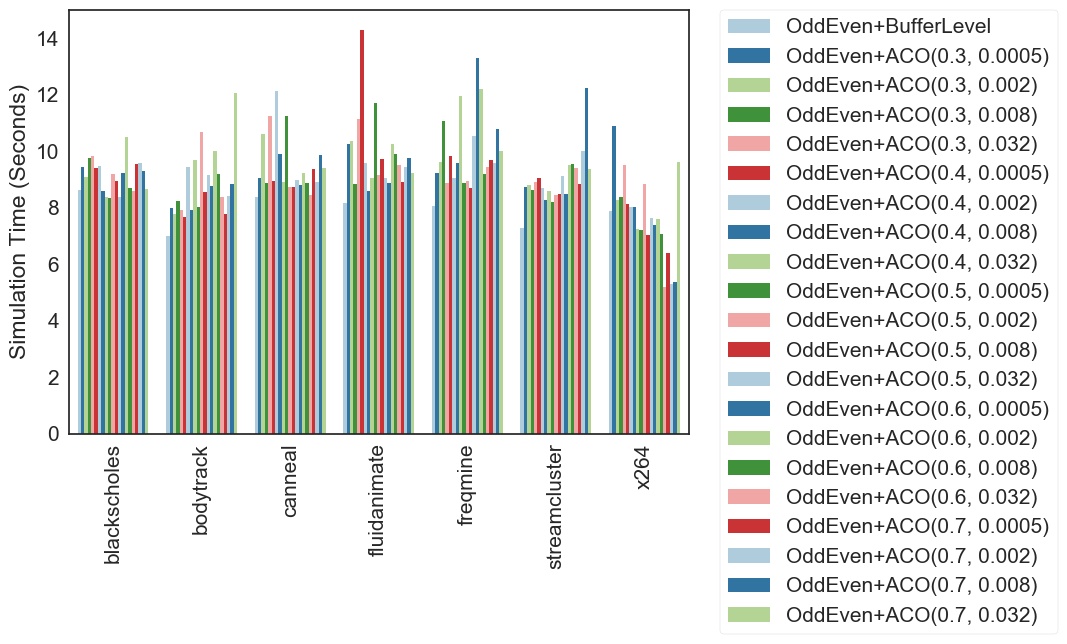 Simulation Time (Seconds)
14
12
10
8
6
4
2
0
blackscholes
bodytrack
canneal
fluidanimate
freqmine
streamcluster
x264
OddEven+BufferLevel
OddEven+ACO(0.3, 0.0005)
OddEven+ACO(0.3, 0.002)
OddEven+ACO(0.3, 0.008)
OddEven+ACO(0.3, 0.032)
OddEven+ACO(0.4, 0.0005)
OddEven+ACO(0.4, 0.002)
OddEven+ACO(0.4, 0.008)
OddEven+ACO(0.4, 0.032)
OddEven+ACO(0.5, 0.0005)
OddEven+ACO(0.5, 0.002)
OddEven+ACO(0.5, 0.008)
OddEven+ACO(0.5, 0.032)
OddEven+ACO(0.6, 0.0005)
OddEven+ACO(0.6, 0.002)
OddEven+ACO(0.6, 0.008)
OddEven+ACO(0.6, 0.032)
OddEven+ACO(0.7, 0.0005)
OddEven+ACO(0.7, 0.002)
OddEven+ACO(0.7, 0.008)
OddEven+ACO(0.7, 0.032)